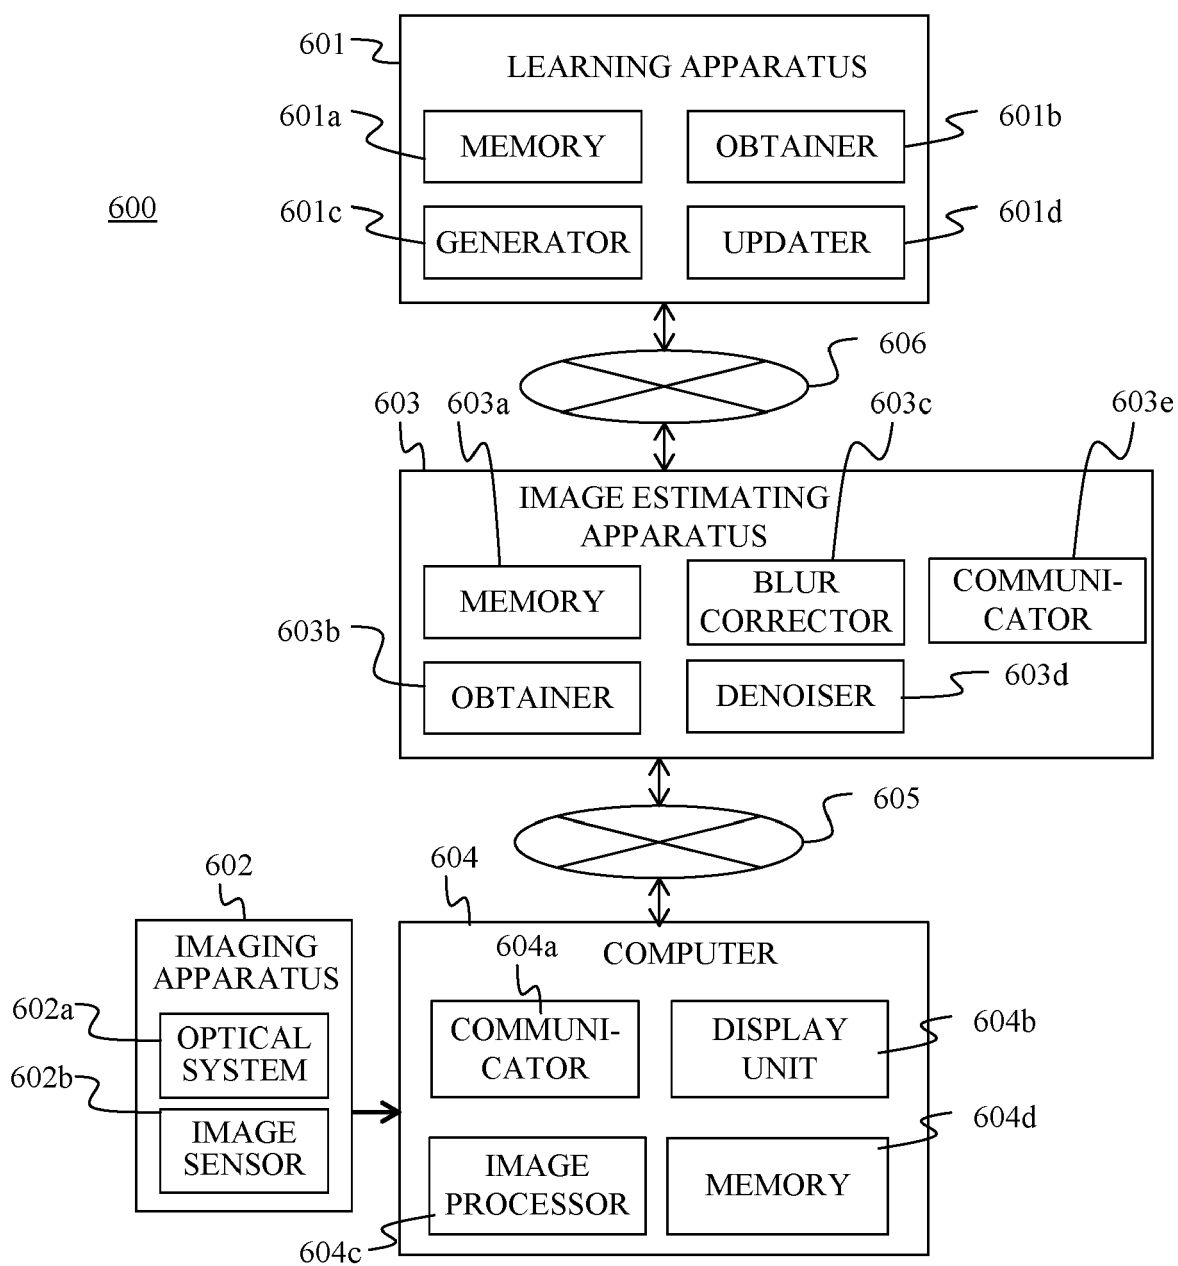 601
LEARNING APPARATUS
601a
MEMORY
OBTAINER
601b
600
601c
GENERATOR
UPDATER
601d
606
603
603a
603c
603e
IMAGE ESTIMATING
APPARATUS
MEMORY
BLUR
CORRECTOR
COMMUNI-
CATOR
603b
OBTAINER
DENOISER
603d
605
604
602
IMAGING
APPARATUS
604a
COMPUTER
602a
OPTICAL
SYSTEM
COMMUNI-
CATOR
DISPLAY
UNIT
604b
602b
IMAGE
SENSOR
604d
IMAGE
PROCESSOR
MEMORY
604c